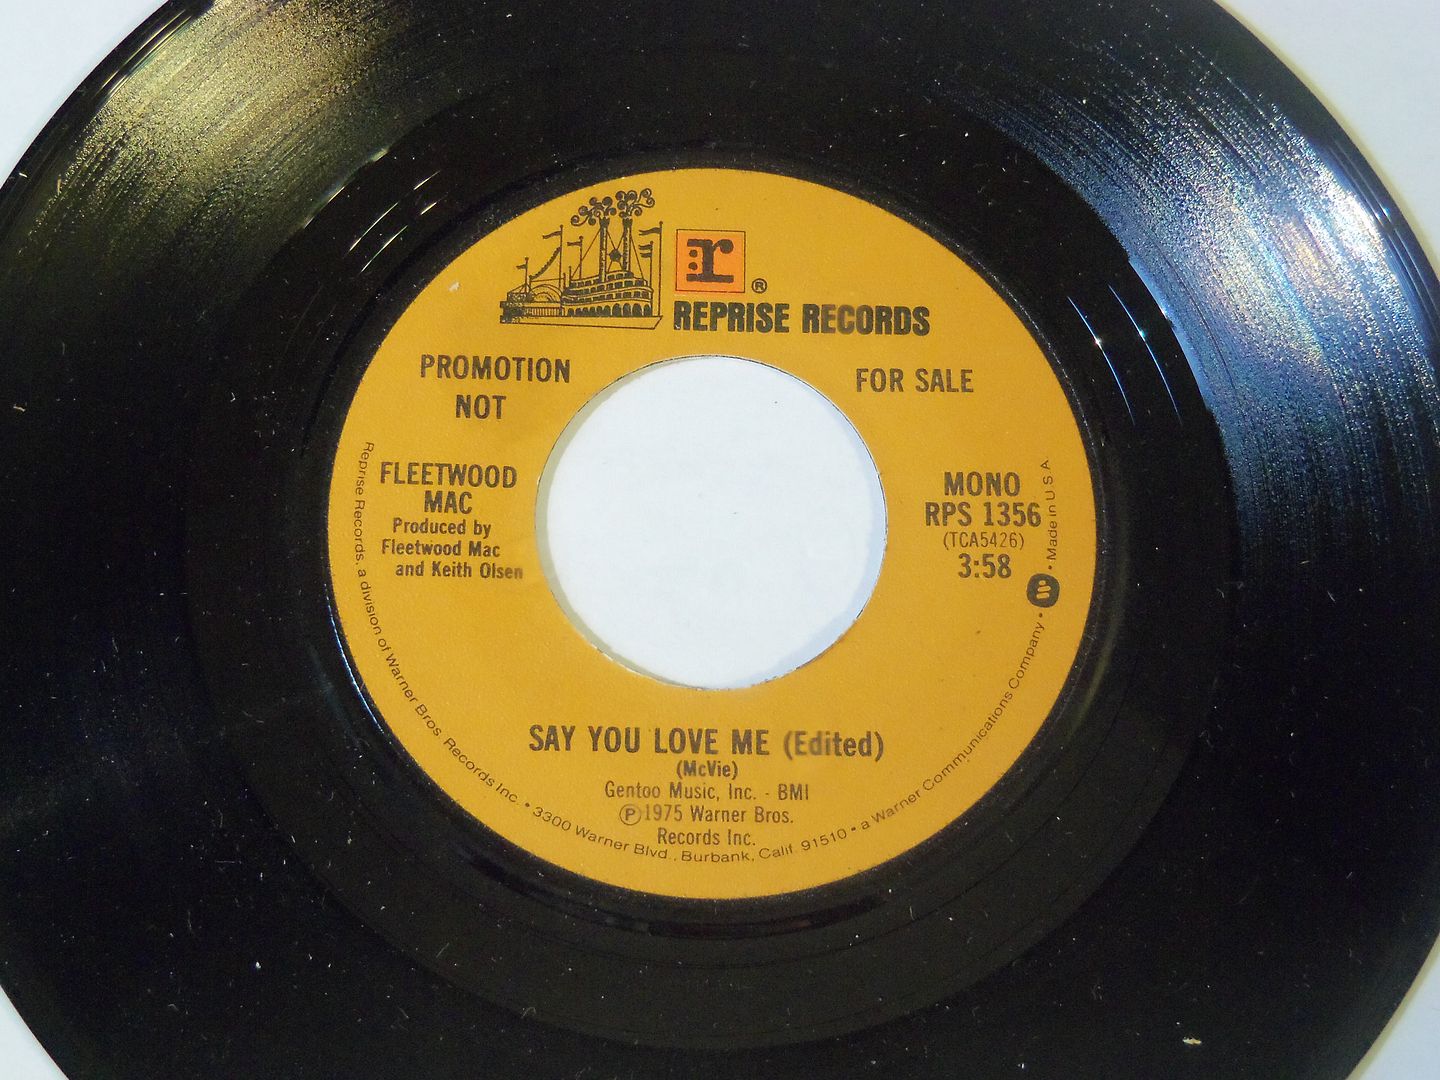 r ®
REPRISE RECORDS
PROMOTION
NOT
FOR SALE
FLEETWOOD
MAC
Produced by
Fleetwood Mac
and Keith Olsen
MONO
RPS 1356
(TCA5426)
3:58
SAY YOU LOVE ME (Edited)
(McVie)
Gentoo Music, Inc. - BMI
Ⓟ1975 Warner Bros.
Records Inc.
Reprise Records, a division of Warner Bros. Records Inc. • 3300 Warner Blvd., Burbank, Calif. 91510 • a Warner Communications Company • • Made in U.S.A.